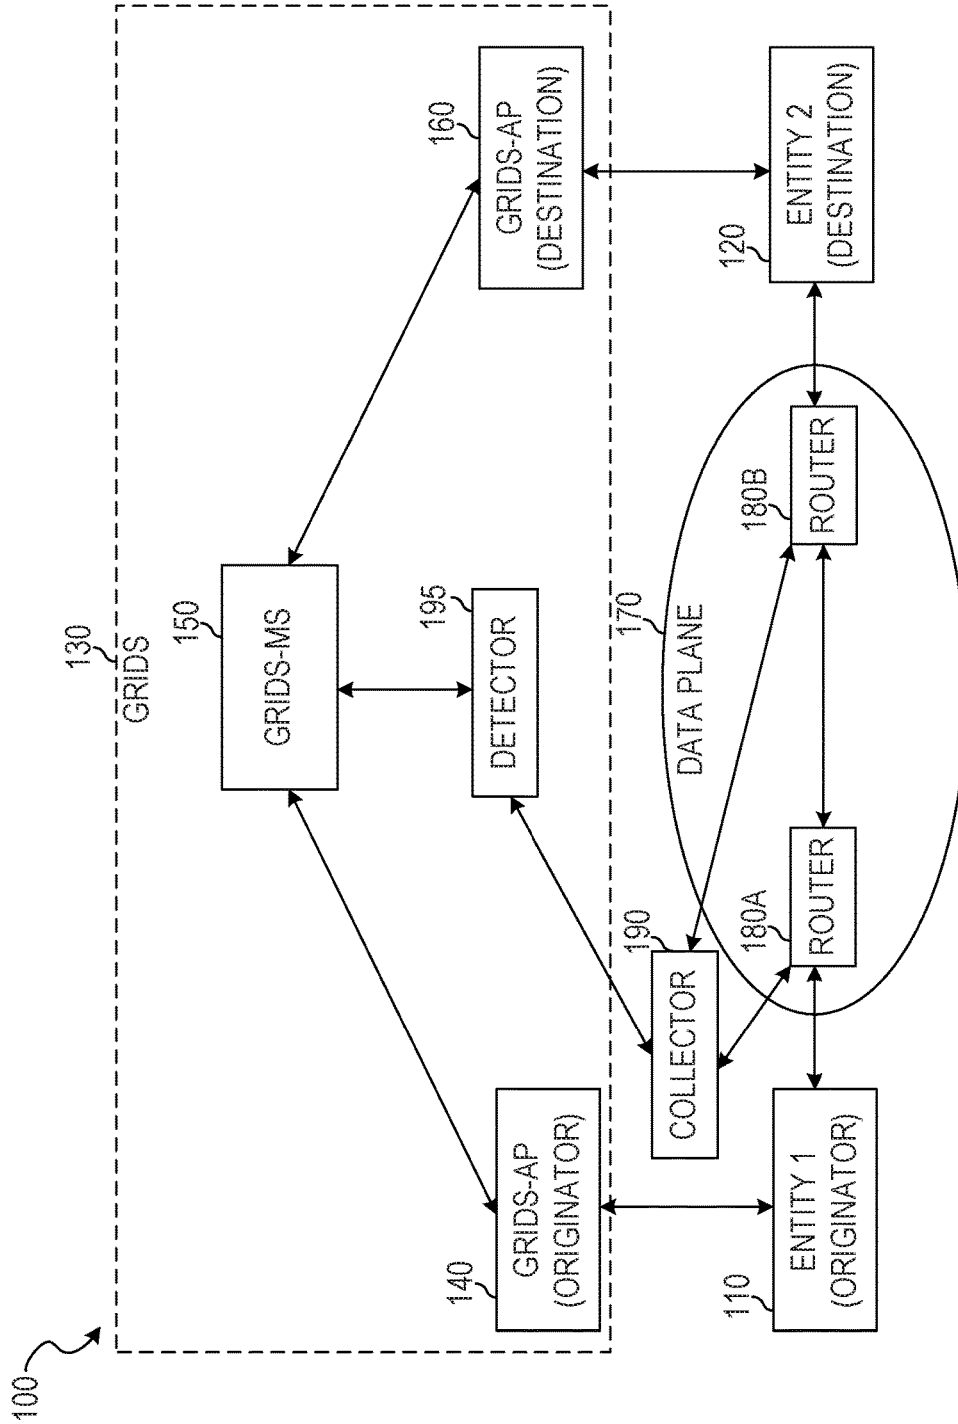 100
130
GRIDS
150
GRIDS-MS
195
DETECTOR
140
GRIDS-AP
(ORIGINATOR)
160
GRIDS-AP
(DESTINATION)
190
COLLECTOR
170
DATA PLANE
180A
ROUTER
180B
ROUTER
110
ENTITY 1
(ORIGINATOR)
120
ENTITY 2
(DESTINATION)